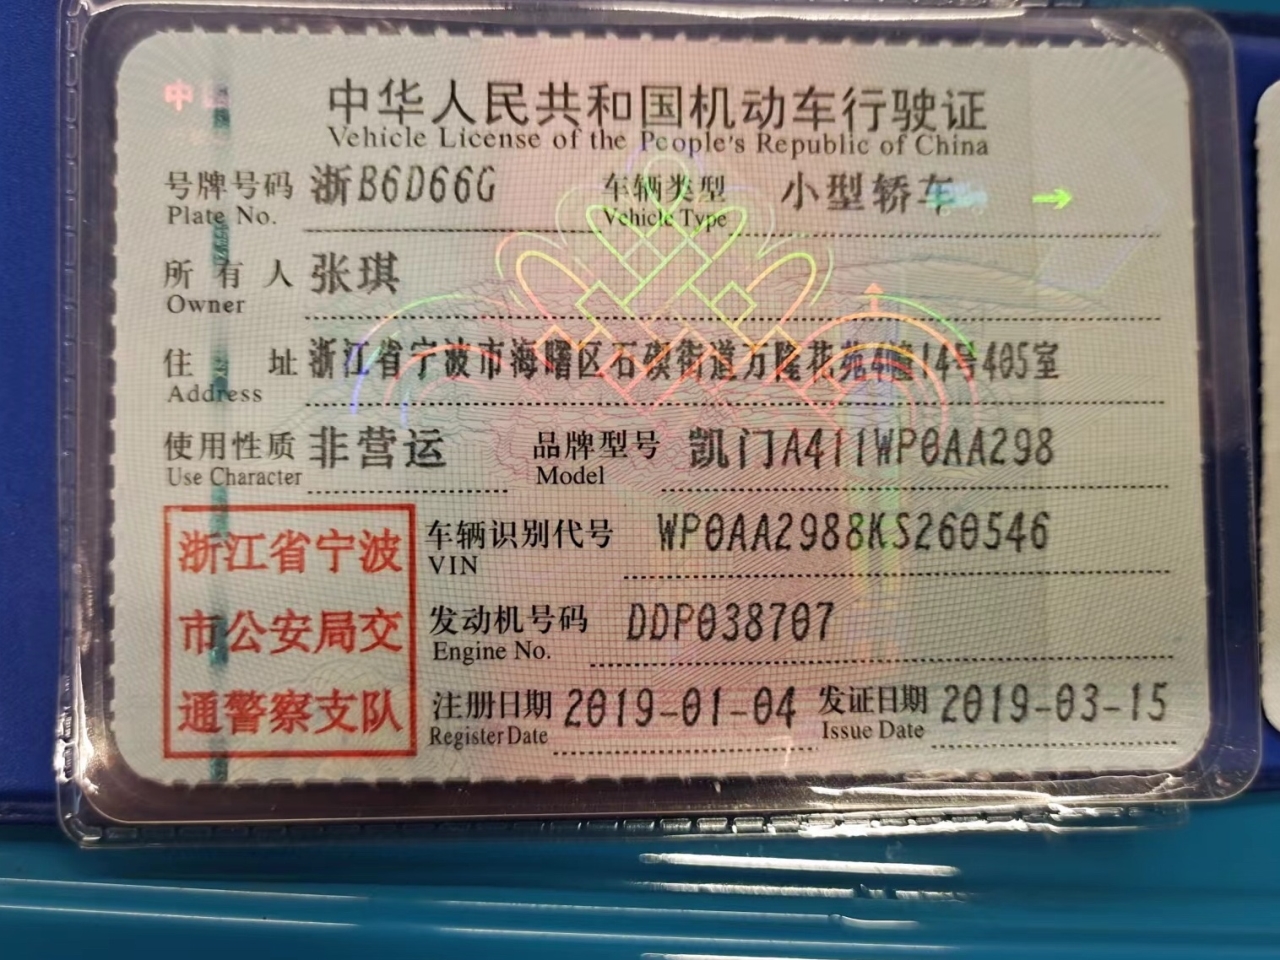 中华人民共和国机动车行驶证
Vehicle License of the People's Republic of China
号牌号码 浙B6D66G 车辆类型 小型轿车
Plate No. Vehicle Type
所有人 张琪
Owner
住址 浙江省宁波市海曙区石碶街道万隆花苑4幢14号405室
Address
使用性质 非营运 品牌型号 凯门A411WP0AA298
Use Character Model
浙江省宁波
市公安局交
通警察支队
车辆识别代号 WP0AA2988KS260546
VIN
发动机号码 DDP038707
Engine No.
注册日期 2019-01-04 发证日期 2019-03-15
Register Date Issue Date